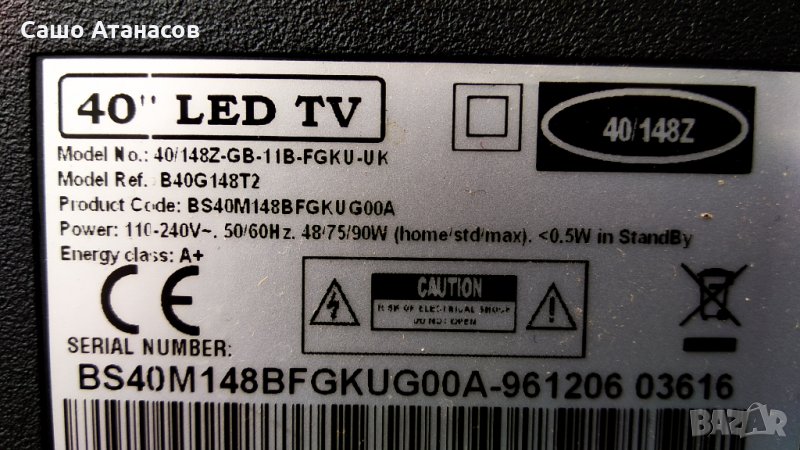 Сашо Атанасов
40" LED TV
40/148Z
Model No.: 40/148Z-GB-11B-FGKU-UK
Model Ref.: B40G148T2
Product Code: BS40M148BFGKUG00A
Power: 110-240V~. 50/60Hz. 48/75/90W (home/std/max). <0.5W in StandBy
Energy class: A+
CE
CAUTION
RISK OF ELECTRICAL SHOCK
DO NOT OPEN
SERIAL NUMBER:
BS40M148BFGKUG00A-961206 03616
BAZAR